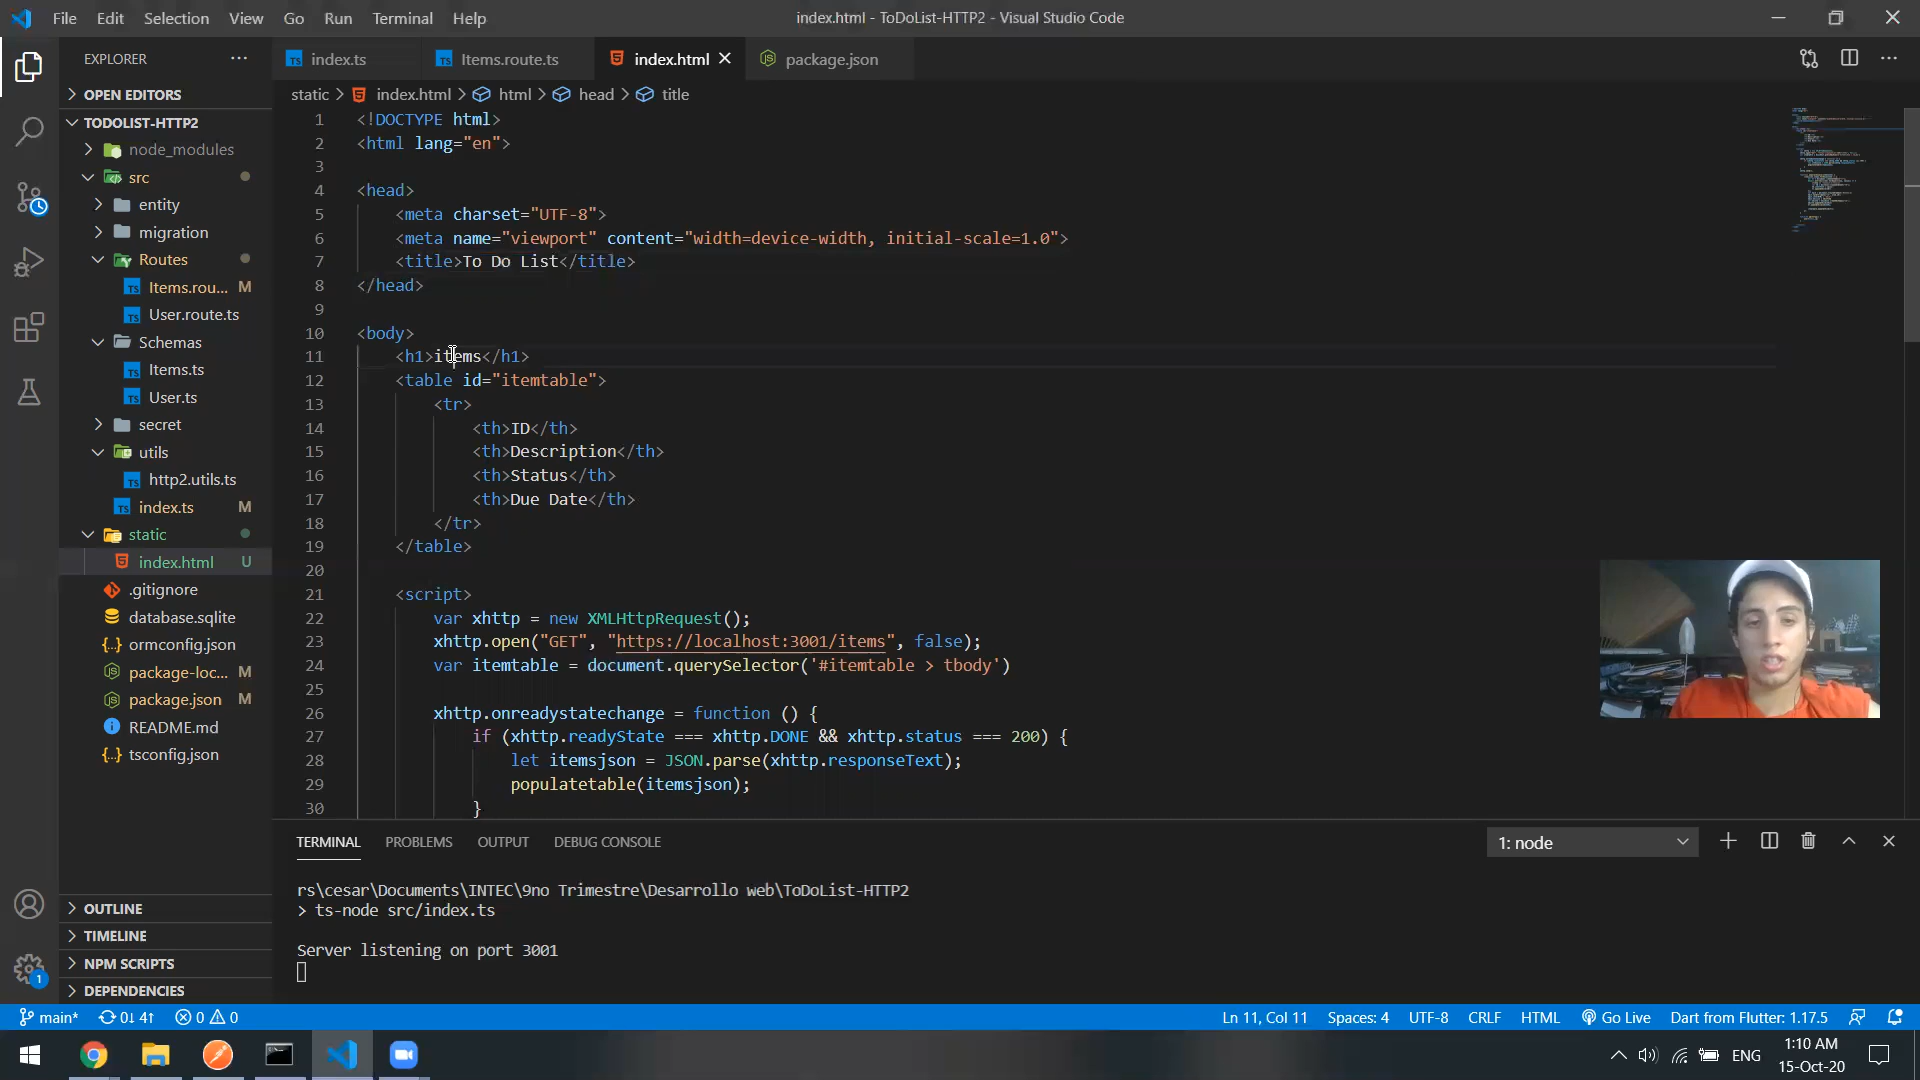 File Edit Selection View Go Run Terminal Help
index.html - ToDoList-HTTP2 - Visual Studio Code
EXPLORER
OPEN EDITORS
TODOLIST-HTTP2
node_modules
src
entity
migration
Routes
Items.rou... M
User.route.ts
Schemas
Items.ts
User.ts
secret
utils
http2.utils.ts
index.ts M
static
index.html U
.gitignore
database.sqlite
ormconfig.json
package-loc... M
package.json M
README.md
tsconfig.json
OUTLINE
TIMELINE
NPM SCRIPTS
DEPENDENCIES
index.ts Items.route.ts index.html package.json
static > index.html > html > head > title
1 <!DOCTYPE html>
2 <html lang="en">
3
4 <head>
5 <meta charset="UTF-8">
6 <meta name="viewport" content="width=device-width, initial-scale=1.0">
7 <title>To Do List</title>
8 </head>
9
10 <body>
11 <h1>items</h1>
12 <table id="itemtable">
13 <tr>
14 <th>ID</th>
15 <th>Description</th>
16 <th>Status</th>
17 <th>Due Date</th>
18 </tr>
19 </table>
20
21 <script>
22 var xhttp = new XMLHttpRequest();
23 xhttp.open("GET", "https://localhost:3001/items", false);
24 var itemtable = document.querySelector('#itemtable > tbody')
25
26 xhttp.onreadystatechange = function () {
27 if (xhttp.readyState === xhttp.DONE && xhttp.status === 200) {
28 let itemsjson = JSON.parse(xhttp.responseText);
29 populatetable(itemsjson);
30 }
TERMINAL PROBLEMS OUTPUT DEBUG CONSOLE
1: node
rs\cesar\Documents\INTEC\9no Trimestre\Desarrollo web\ToDoList-HTTP2
> ts-node src/index.ts
Server listening on port 3001
1
main* 0↓ 4↑ 0 0
Ln 11, Col 11 Spaces: 4 UTF-8 CRLF HTML Go Live Dart from Flutter: 1.17.5
ENG
1:10 AM
15-Oct-20